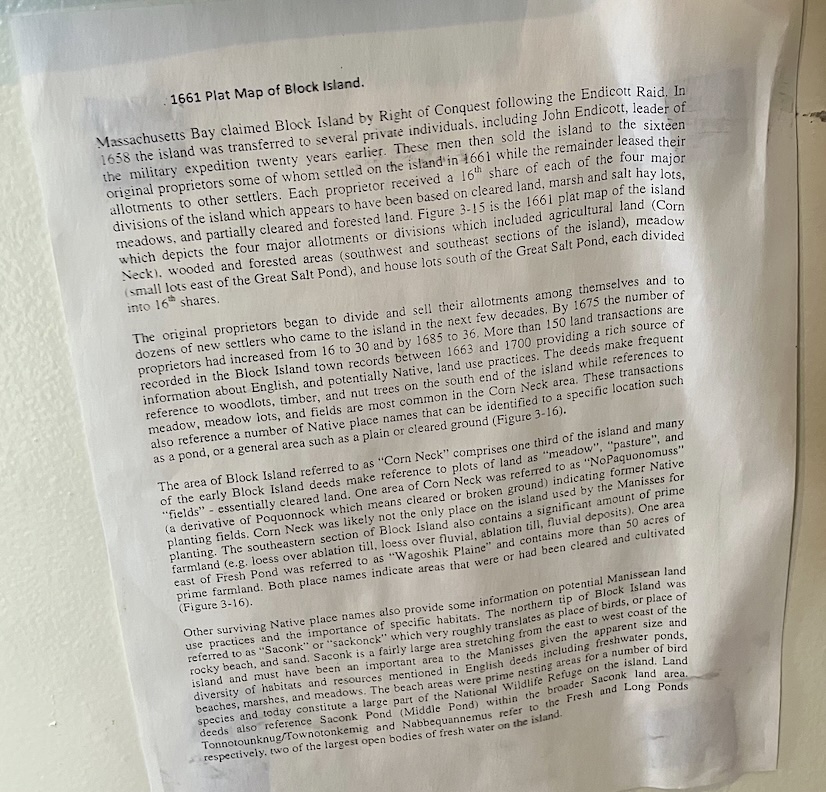 1661 Plat Map of Block Island.
Massachusetts Bay claimed Block Island by Right of Conquest following the Endicott Raid. In
1658 the island was transferred to several private individuals, including John Endicott, leader of
the military expedition twenty years earlier. These men then sold the island to the sixteen
original proprietors some of whom settled on the island in 1661 while the remainder leased their
allotments to other settlers. Each proprietor received a 16th share of each of the four major
divisions of the island which appears to have been based on cleared land, marsh and salt hay lots,
meadows, and partially cleared and forested land. Figure 3-15 is the 1661 plat map of the island
which depicts the four major allotments or divisions which included agricultural land (Corn
Neck), wooded and forested areas (southwest and southeast sections of the island), meadow
(small lots east of the Great Salt Pond), and house lots south of the Great Salt Pond, each divided
into 16th shares.
The original proprietors began to divide and sell their allotments among themselves and to
dozens of new settlers who came to the island in the next few decades. By 1675 the number of
proprietors had increased from 16 to 30 and by 1685 to 36. More than 150 land transactions are
recorded in the Block Island town records between 1663 and 1700 providing a rich source of
information about English, and potentially Native, land use practices. The deeds make frequent
reference to woodlots, timber, and nut trees on the south end of the island while references to
meadow, meadow lots, and fields are most common in the Corn Neck area. These transactions
also reference a number of Native place names that can be identified to a specific location such
as a pond, or a general area such as a plain or cleared ground (Figure 3-16).
The area of Block Island referred to as "Corn Neck" comprises one third of the island and many
of the early Block Island deeds make reference to plots of land as "meadow", "pasture", and
"fields" - essentially cleared land. One area of Corn Neck was referred to as "NoPaquonomuss"
(a derivative of Poquonnock which means cleared or broken ground) indicating former Native
planting fields. Corn Neck was likely not the only place on the island used by the Manisses for
planting. The southeastern section of Block Island also contains a significant amount of prime
farmland (e.g. loess over ablation till, loess over fluvial, ablation till, fluvial deposits). One area
east of Fresh Pond was referred to as "Wagoshik Plaine" and contains more than 50 acres of
prime farmland. Both place names indicate areas that were or had been cleared and cultivated
(Figure 3-16).
Other surviving Native place names also provide some information on potential Manissean land
use practices and the importance of specific habitats. The northern tip of Block Island was
referred to as "Saconk" or "sackonck" which very roughly translates as place of birds, or place of
rocky beach, and sand. Saconk is a fairly large area stretching from the east to west coast of the
island and must have been an important area to the Manisses given the apparent size and
diversity of habitats and resources mentioned in English deeds including freshwater ponds,
beaches, marshes, and meadows. The beach areas were prime nesting areas for a number of bird
species and today constitute a large part of the National Wildlife Refuge on the island. Land
deeds also reference Saconk Pond (Middle Pond) within the broader Saconk land area.
Tonnotounknug/Townotonkemig and Nabbequannemus refer to the Fresh and Long Ponds
respectively, two of the largest open bodies of fresh water on the island.